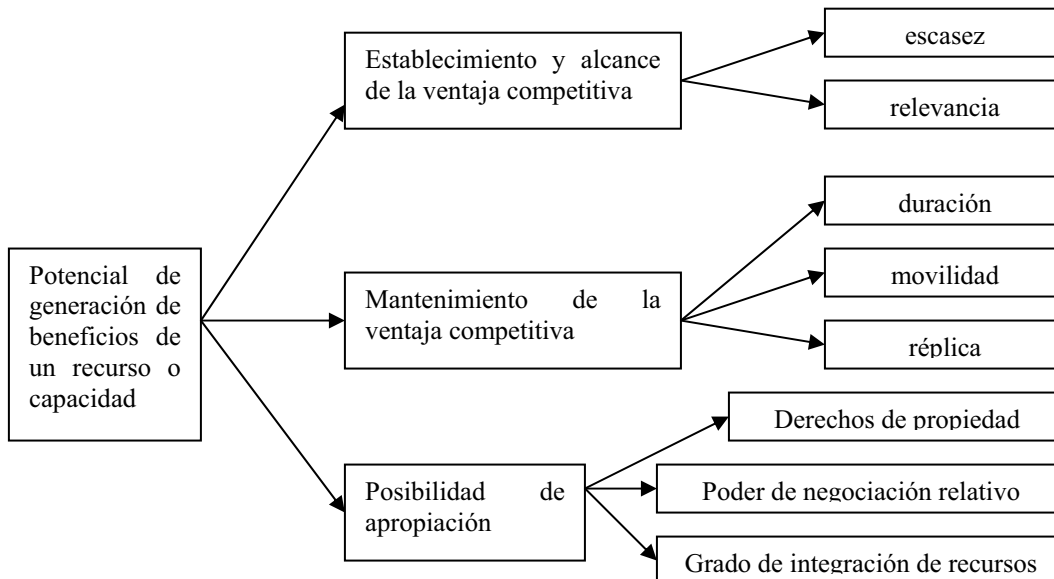 Establecimiento y alcance
de la ventaja competitiva
escasez
relevancia
Potencial de
generación de
beneficios de
un recurso o
capacidad
Mantenimiento de la
ventaja competitiva
duración
movilidad
réplica
Posibilidad de
apropiación
Derechos de propiedad
Poder de negociación relativo
Grado de integración de recursos